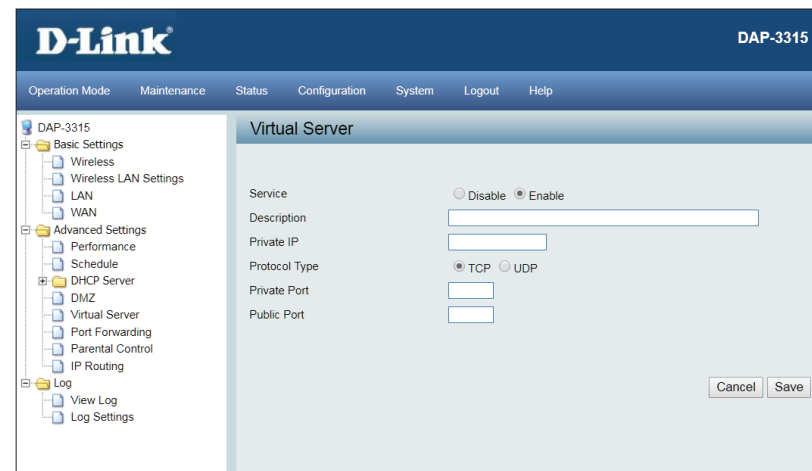 D-Link®
DAP-3315
Operation Mode Maintenance Status Configuration System Logout Help
DAP-3315
Basic Settings
Wireless
Wireless LAN Settings
LAN
WAN
Advanced Settings
Performance
Schedule
DHCP Server
DMZ
Virtual Server
Port Forwarding
Parental Control
IP Routing
Log
View Log
Log Settings
Virtual Server
Service Disable Enable
Description
Private IP
Protocol Type TCP UDP
Private Port
Public Port
Cancel Save